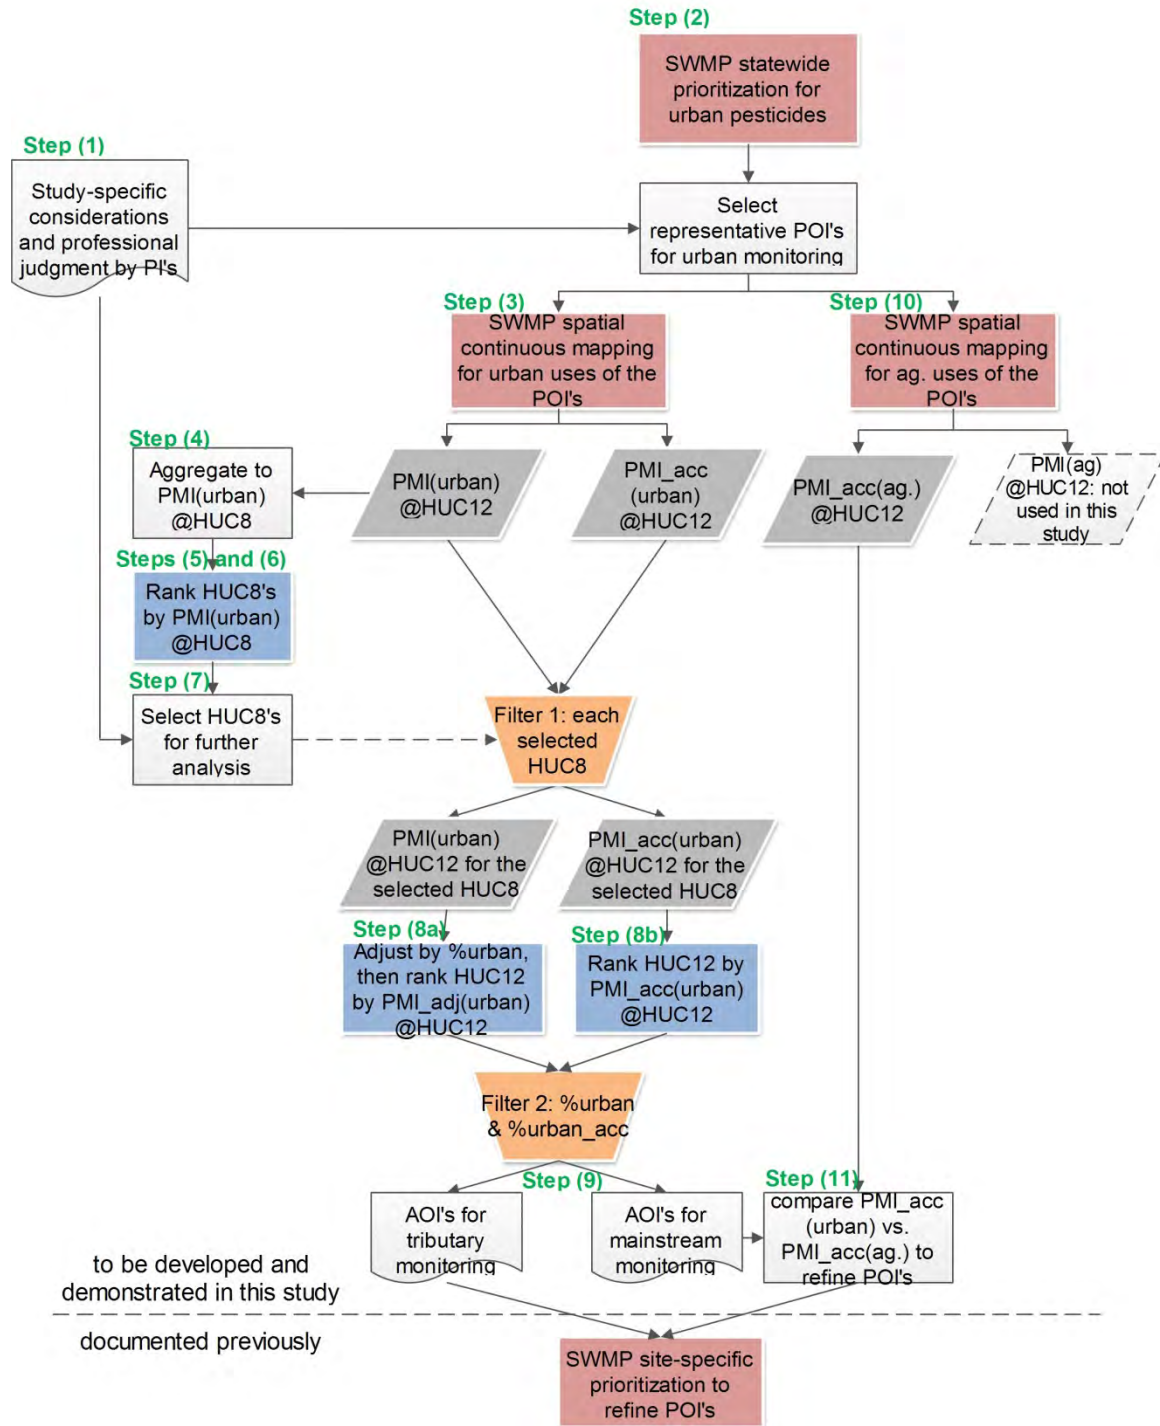 Step (2)
SWMP statewide
prioritization for
urban pesticides
Step (1)
Study-specific
considerations
and professional
judgment by PI's
Select
representative POI's
for urban monitoring
Step (3)
SWMP spatial
continuous mapping
for urban uses of the
POI's
Step (10)
SWMP spatial
continuous mapping
for ag. uses of the
POI's
Step (4)
Aggregate to
PMI(urban)
@HUC8
PMI(urban)
@HUC12
PMI_acc
(urban)
@HUC12
PMI_acc(ag.)
@HUC12
PMI(ag)
@HUC12: not
used in this
study
Steps (5) and (6)
Rank HUC8's
by PMI(urban)
@HUC8
Step (7)
Select HUC8's
for further
analysis
Filter 1: each
selected
HUC8
PMI(urban)
@HUC12 for the
selected HUC8
PMI_acc(urban)
@HUC12 for the
selected HUC8
Step (8a)
Adjust by %urban,
then rank HUC12
by PMI_adj(urban)
@HUC12
Step (8b)
Rank HUC12 by
PMI_acc(urban)
@HUC12
Filter 2: %urban
& %urban_acc
Step (9)
AOI's for
tributary
monitoring
AOI's for
mainstream
monitoring
Step (11)
compare PMI_acc
(urban) vs.
PMI_acc(ag.) to
refine POI's
to be developed and
demonstrated in this study
documented previously
SWMP site-specific
prioritization to
refine POI's